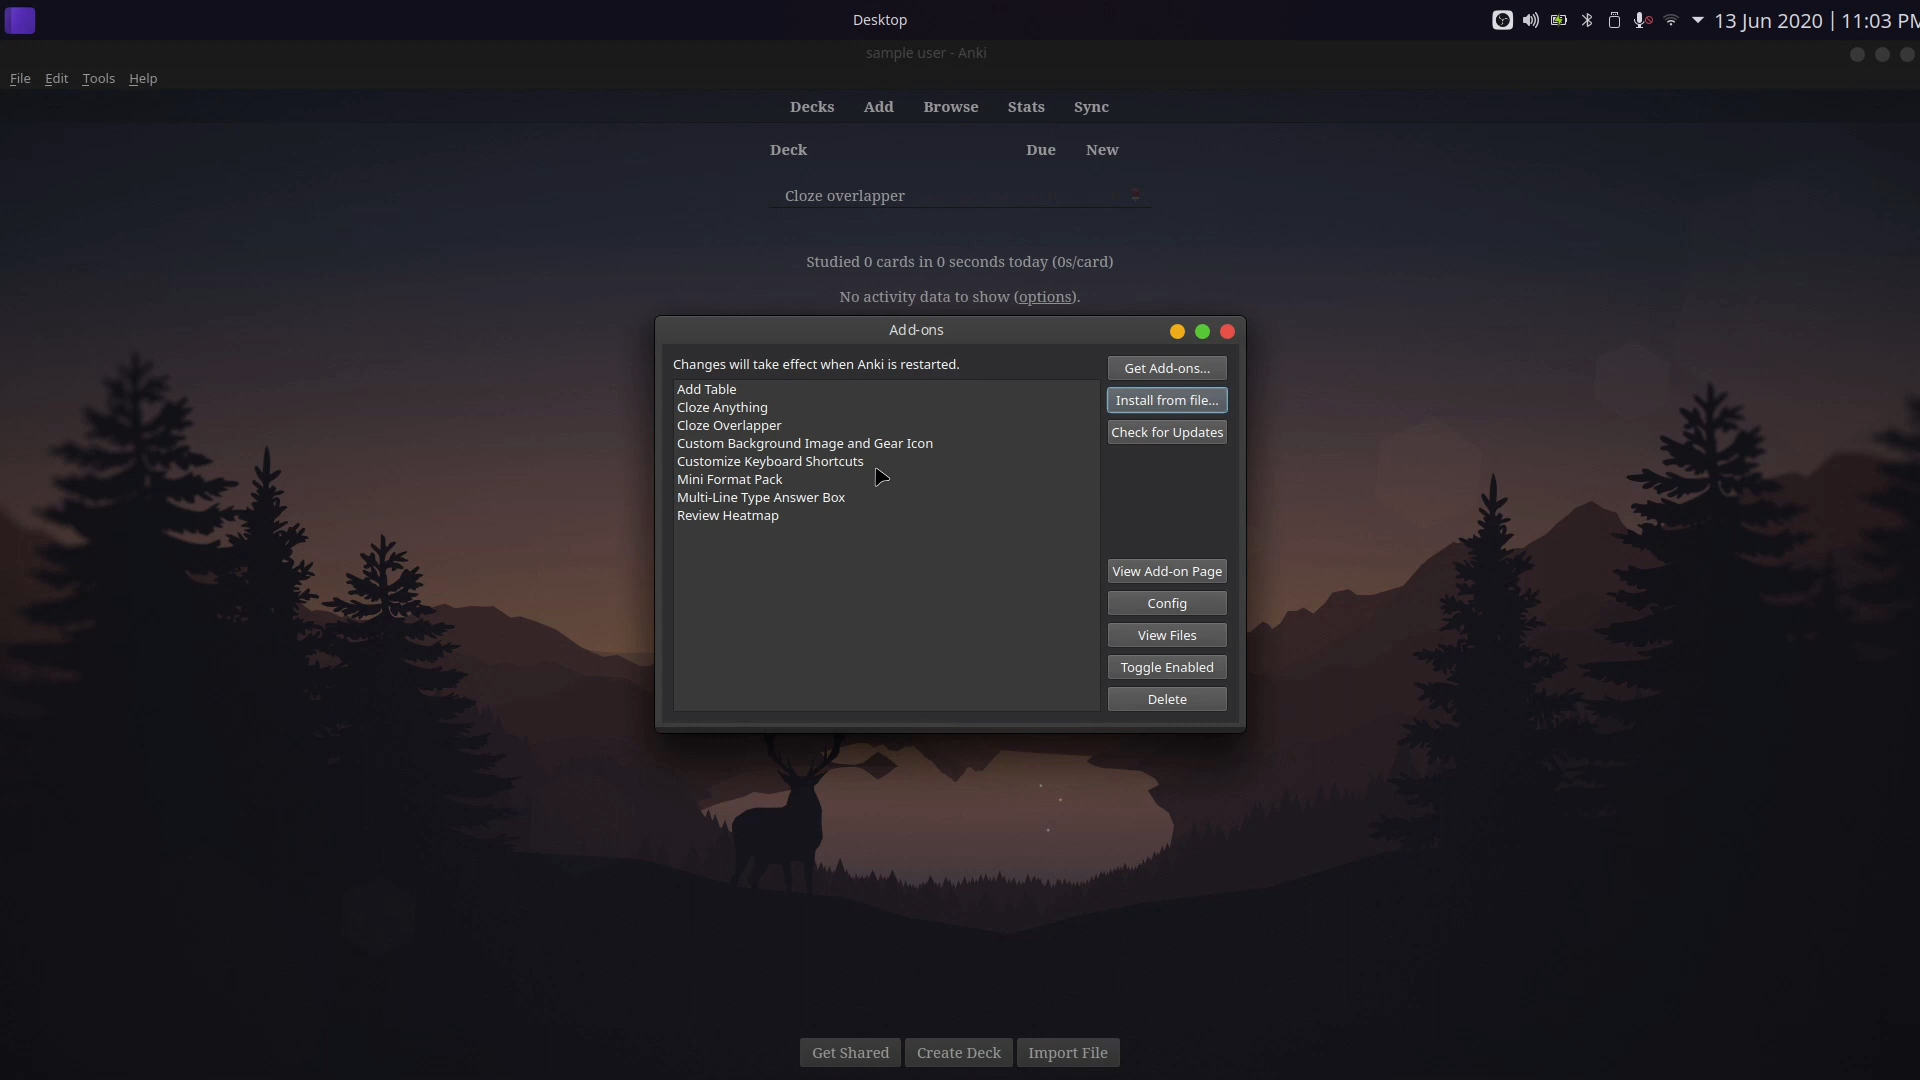 Desktop
13 Jun 2020 | 11:03 PM
sample user - Anki
File Edit Tools Help
Decks Add Browse Stats Sync
Deck Due New
Cloze overlapper
Studied 0 cards in 0 seconds today (0s/card)
No activity data to show (options).
Add-ons
Changes will take effect when Anki is restarted.
Add Table
Cloze Anything
Cloze Overlapper
Custom Background Image and Gear Icon
Customize Keyboard Shortcuts
Mini Format Pack
Multi-Line Type Answer Box
Review Heatmap
Get Add-ons...
Install from file...
Check for Updates
View Add-on Page
Config
View Files
Toggle Enabled
Delete
Get Shared Create Deck Import File